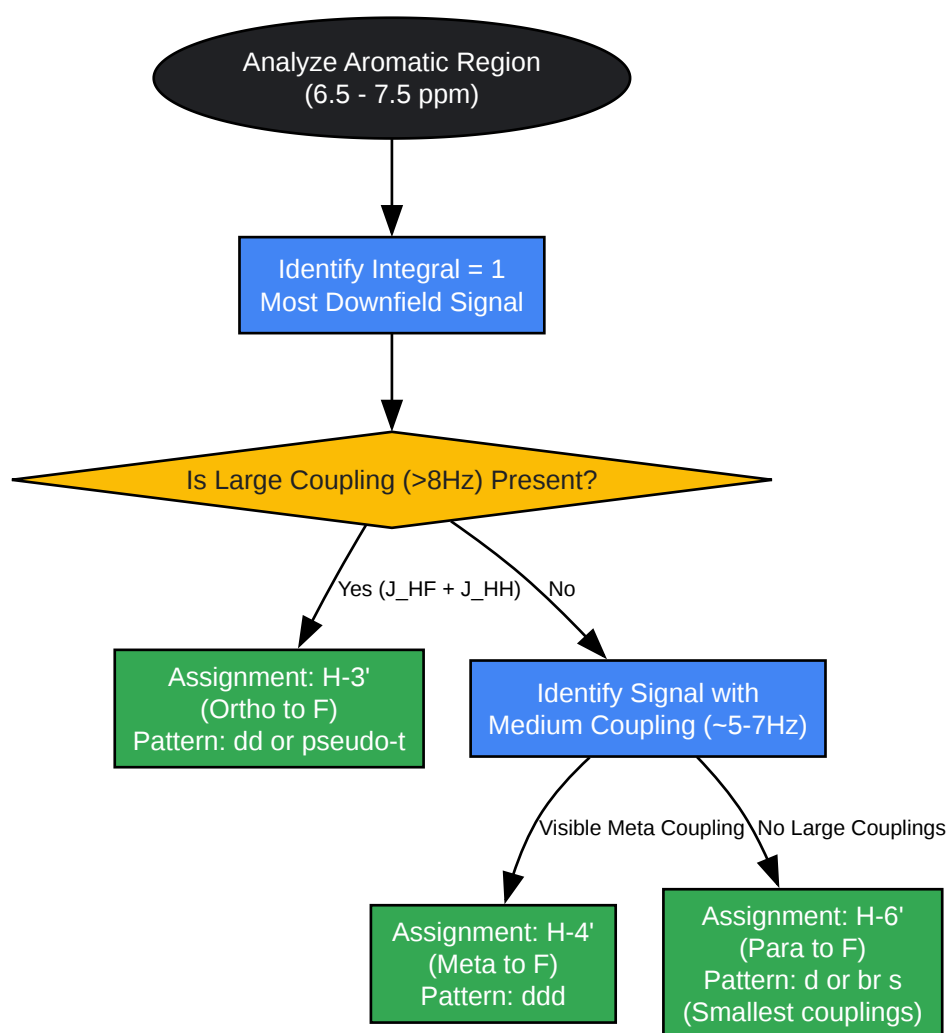 Analyze Aromatic Region
(6.5 - 7.5 ppm)
Identify Integral = 1
Most Downfield Signal
Is Large Coupling (>8Hz) Present?
Yes (J_HF + J_HH)
No
Assignment: H-3'
(Ortho to F)
Pattern: dd or pseudo-t
Identify Signal with
Medium Coupling (~5-7Hz)
Visible Meta Coupling
No Large Couplings
Assignment: H-4'
(Meta to F)
Pattern: ddd
Assignment: H-6'
(Para to F)
Pattern: d or br s
(Smallest couplings)